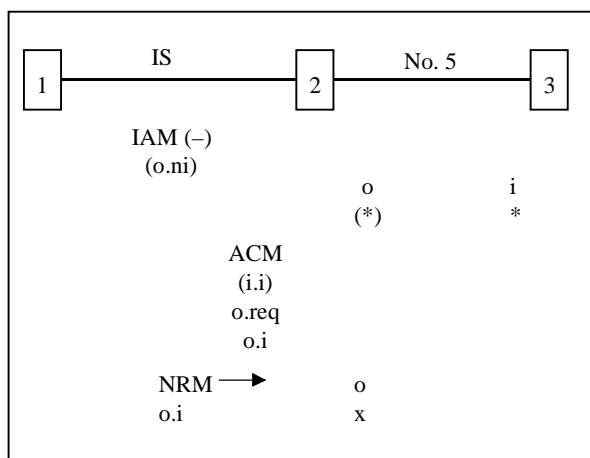 IS No. 5
1 2 3
IAM (–)
(o.ni)
o i
(*) *
ACM
(i.i)
o.req
o.i
NRM o
o.i x